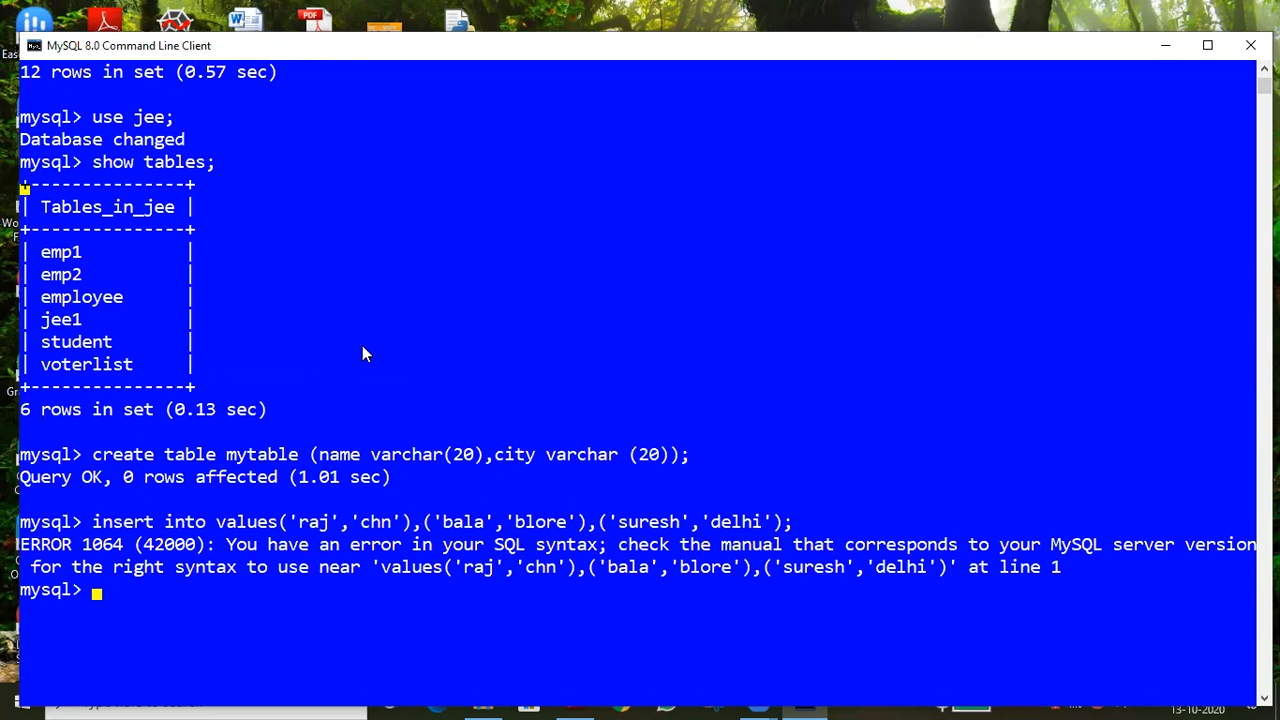 MySQL 8.0 Command Line Client
12 rows in set (0.57 sec)
mysql> use jee;
Database changed
mysql> show tables;
+---------------+
| Tables_in_jee |
+---------------+
| emp1          |
| emp2          |
| employee      |
| jee1          |
| student       |
| voterlist     |
+---------------+
6 rows in set (0.13 sec)
mysql> create table mytable (name varchar(20),city varchar (20));
Query OK, 0 rows affected (1.01 sec)
mysql> insert into values('raj','chn'),('bala','blore'),('suresh','delhi');
ERROR 1064 (42000): You have an error in your SQL syntax; check the manual that corresponds to your MySQL server version
 for the right syntax to use near 'values('raj','chn'),('bala','blore'),('suresh','delhi')' at line 1
mysql>
13-10-2020